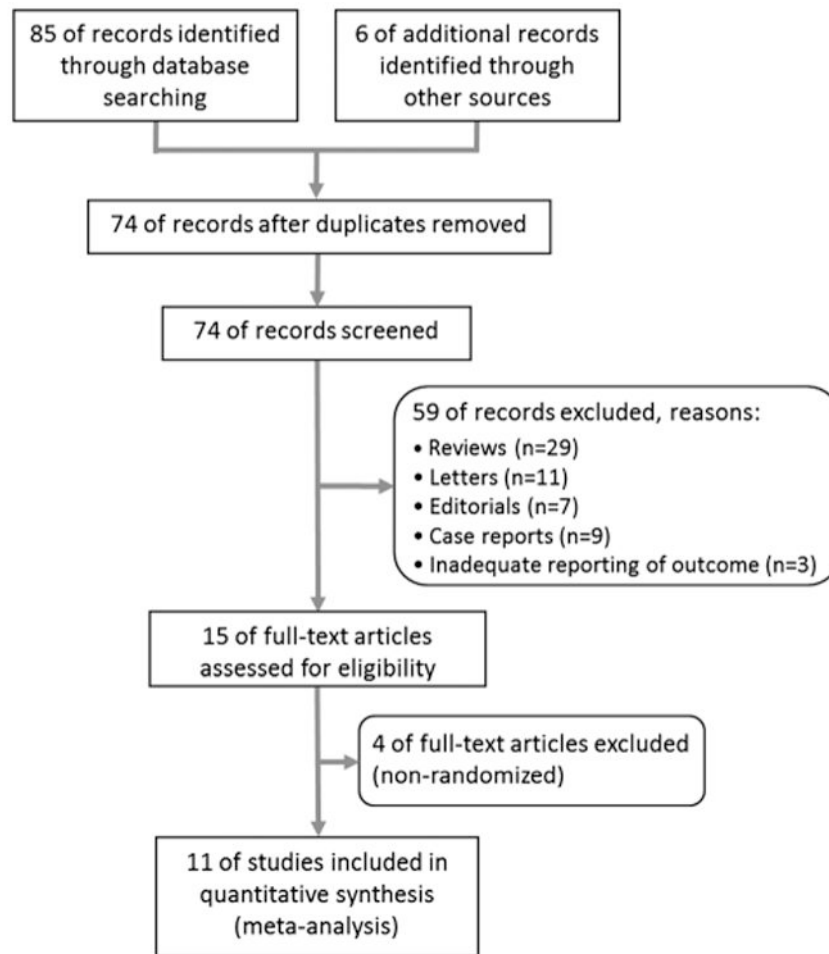 85 of records identified
through database
searching
6 of additional records
identified through
other sources
74 of records after duplicates removed
74 of records screened
59 of records excluded, reasons:
• Reviews (n=29)
• Letters (n=11)
• Editorials (n=7)
• Case reports (n=9)
• Inadequate reporting of outcome (n=3)
15 of full-text articles
assessed for eligibility
4 of full-text articles excluded
(non-randomized)
11 of studies included in
quantitative synthesis
(meta-analysis)